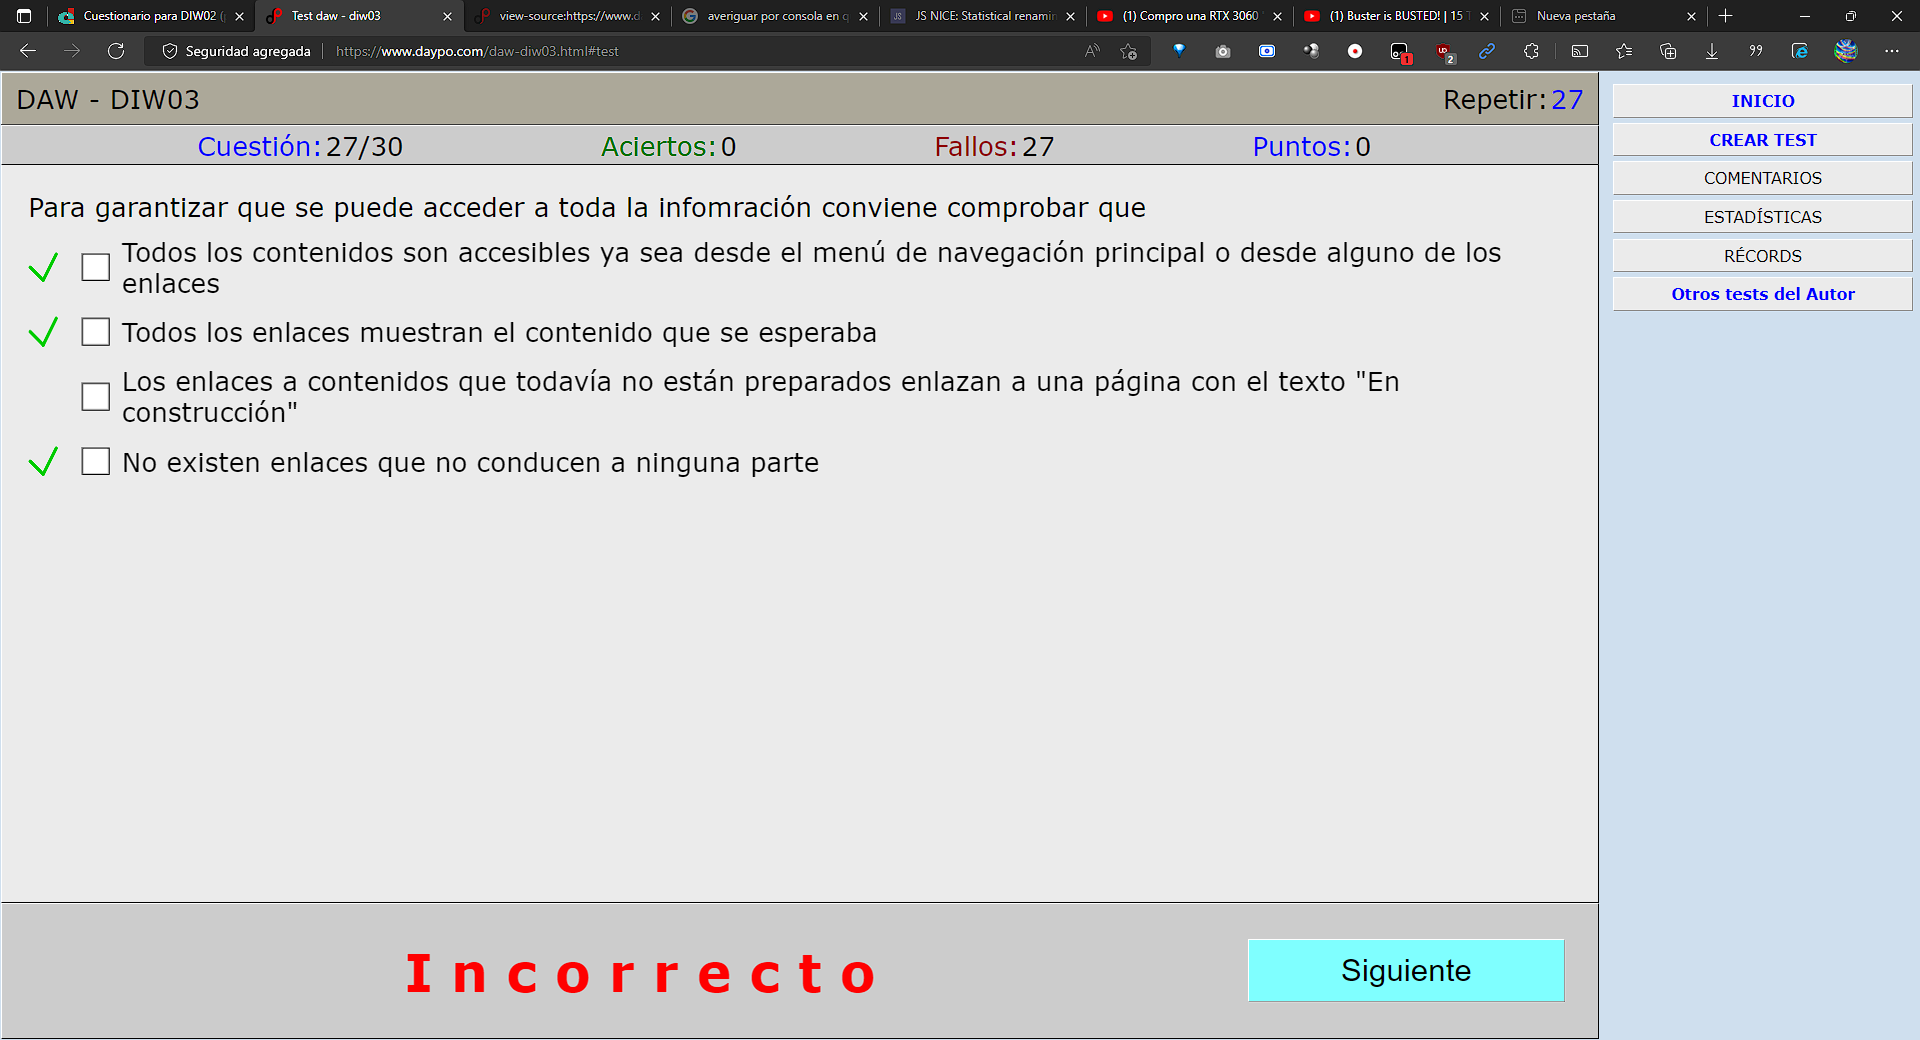 Cuestionario para DIW02 (
Test daw - diw03
view-source:https://www.d
averiguar por consola en q
JS NICE: Statistical renamin
(1) Compro una RTX 3060
(1) Buster is BUSTED! | 15
Nueva pestaña
Seguridad agregada
https://www.daypo.com/daw-diw03.html#test
DAW - DIW03
Repetir:27
Cuestión:27/30
Aciertos:0
Fallos:27
Puntos:0
Para garantizar que se puede acceder a toda la infomración conviene comprobar que
Todos los contenidos son accesibles ya sea desde el menú de navegación principal o desde alguno de los
enlaces
Todos los enlaces muestran el contenido que se esperaba
Los enlaces a contenidos que todavía no están preparados enlazan a una página con el texto "En
construcción"
No existen enlaces que no conducen a ninguna parte
Incorrecto
Siguiente
INICIO
CREAR TEST
COMENTARIOS
ESTADÍSTICAS
RÉCORDS
Otros tests del Autor